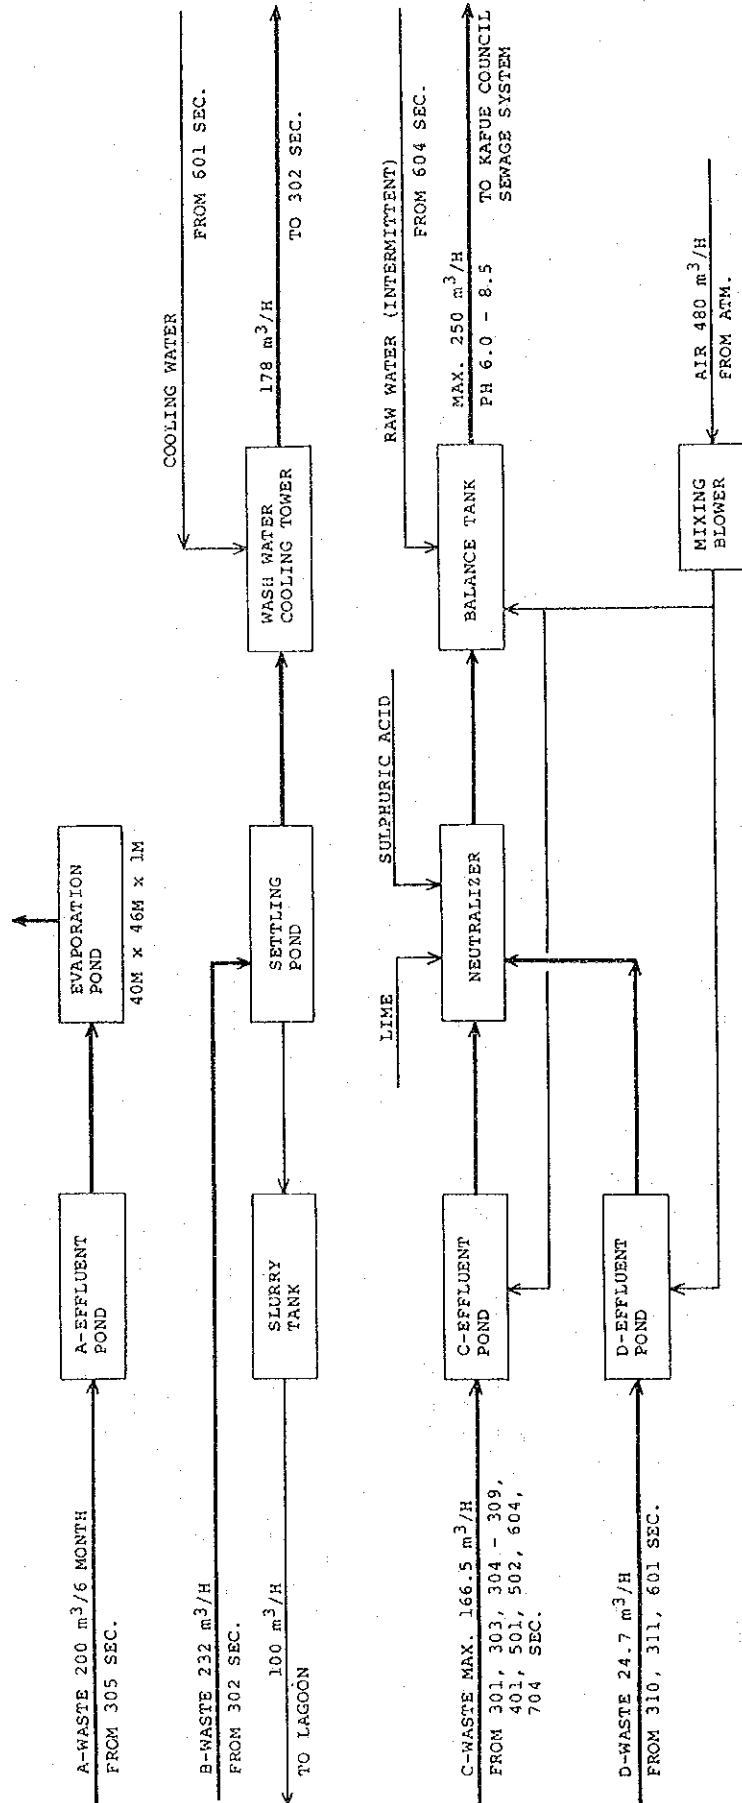 A-WASTE 200 m³/6 MONTH
FROM 305 SEC.
A-EFFLUENT
POND
EVAPORATION
POND
40M x 46M x 1M
B-WASTE 232 m³/H
FROM 302 SEC.
100 m³/H
TO LAGOON
SLURRY
TANK
SETTLING
POND
WASH WATER
COOLING TOWER
COOLING WATER
FROM 601 SEC.
178 m³/H
TO 302 SEC.
C-WASTE MAX. 166.5 m³/H
FROM 301, 303, 304 - 309,
401, 501, 502, 604,
704 SEC.
C-EFFLUENT
POND
LIME
SULPHURIC ACID
NEUTRALIZER
BALANCE TANK
RAW WATER (INTERMITTENT)
FROM 604 SEC.
MAX. 250 m³/H
PH 6.0 - 8.5
TO KAFUE COUNCIL
SEWAGE SYSTEM
D-WASTE 24.7 m³/H
FROM 310, 311, 601 SEC.
D-EFFLUENT
POND
MIXING
BLOWER
AIR 480 m³/H
FROM ATM.